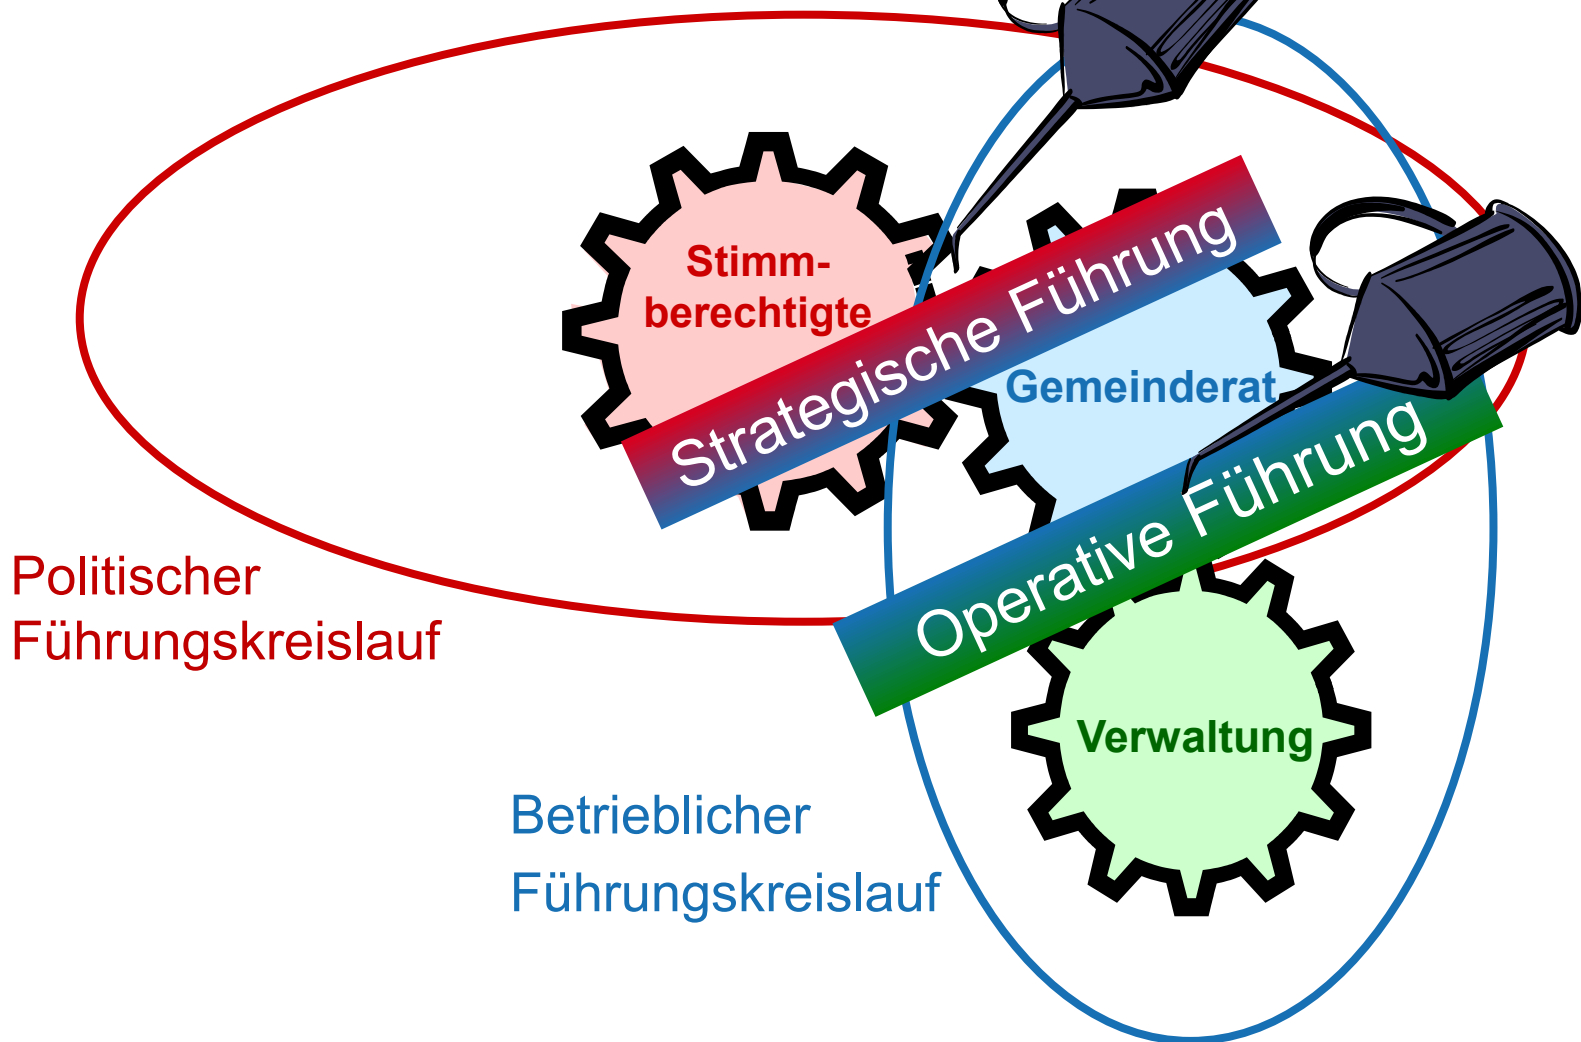 Stimm-
berechtigte
Strategische Führung
Gemeinderat
Operative Führung
Politischer
Führungskreislauf
Verwaltung
Betrieblicher
Führungskreislauf